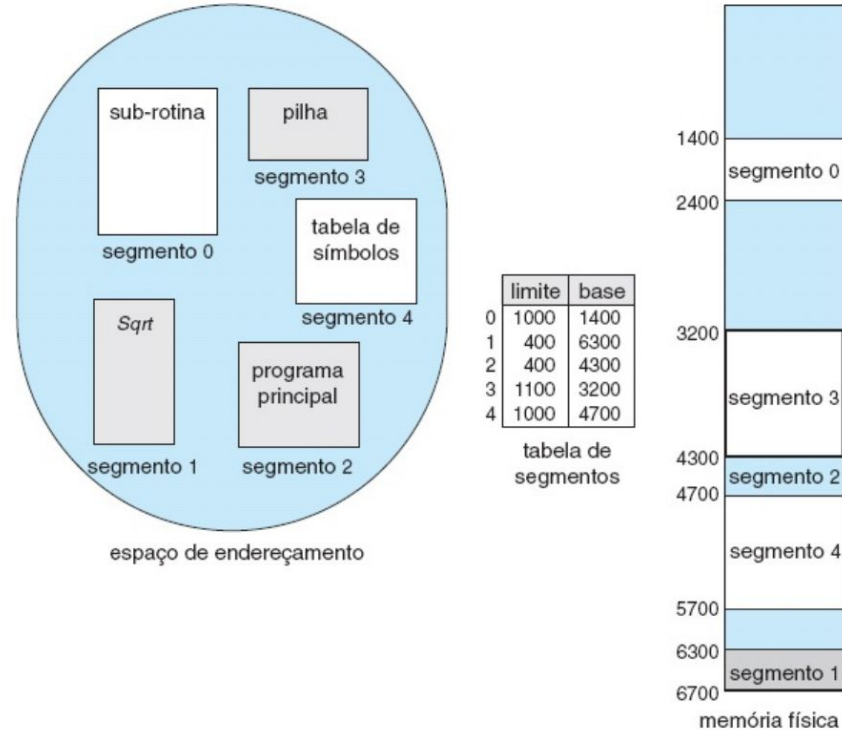 sub-rotina
segmento 0
pilha
segmento 3
tabela de
símbolos
segmento 4
Sqrt
segmento 1
programa
principal
segmento 2
espaço de endereçamento
limite base
0 1000 1400
1 400 6300
2 400 4300
3 1100 3200
4 1000 4700
tabela de
segmentos
1400
segmento 0
2400
3200
segmento 3
4300
segmento 2
4700
segmento 4
5700
6300
segmento 1
6700
memória física